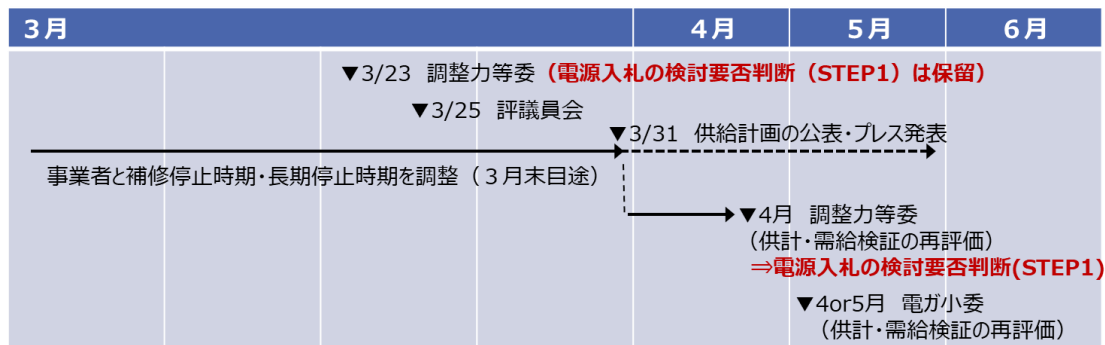 3月 4月 5月 6月
▼3/23 調整力等委（電源入札の検討要否判断（STEP1）は保留）
▼3/25 評議員会
▼3/31 供給計画の公表・プレス発表
事業者と補修停止時期・長期停止時期を調整（３月末目途）
▼4月 調整力等委
（供計・需給検証の再評価）
⇒電源入札の検討要否判断(STEP1)
▼4or5月 電ガ小委
（供計・需給検証の再評価）